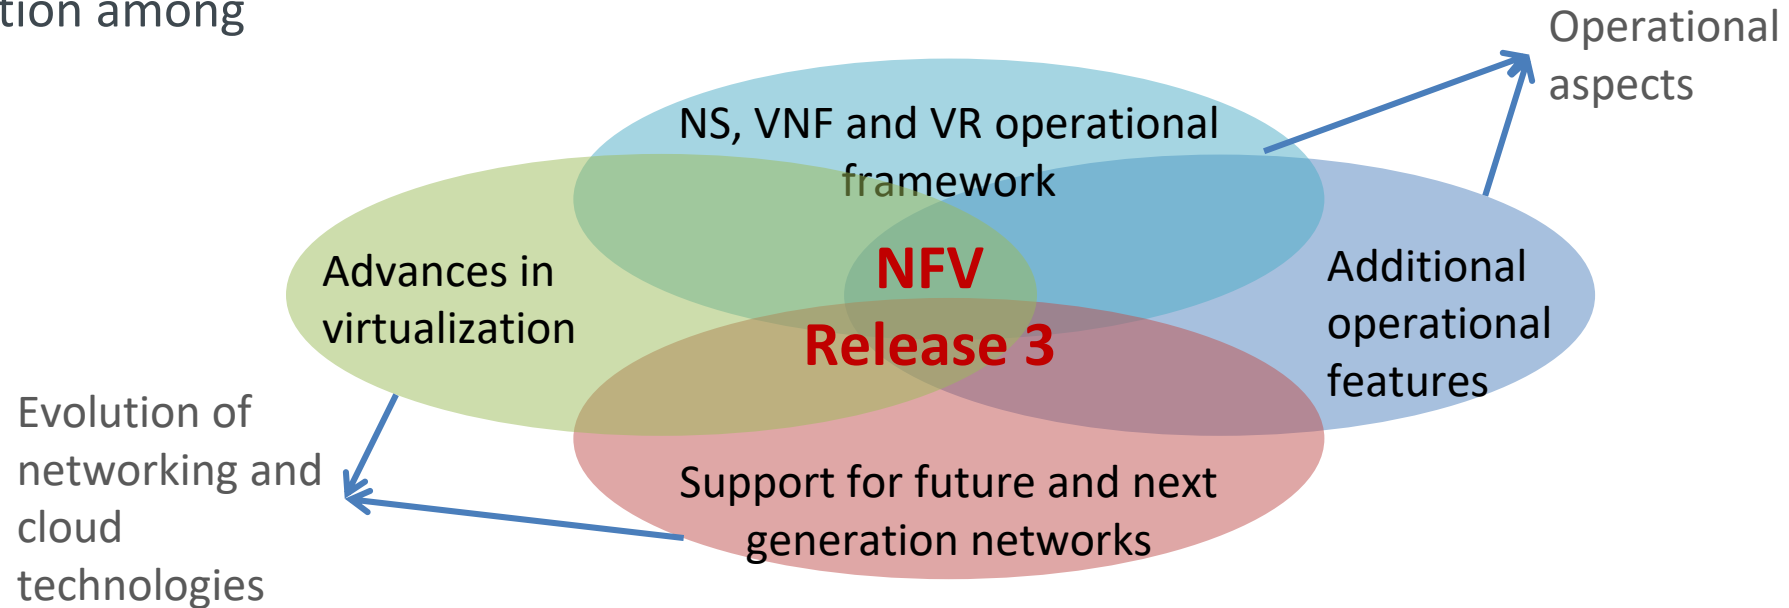 tion among
Operational
aspects
NS, VNF and VR operational
framework
Advances in
virtualization
NFV
Release 3
Additional
operational
features
Evolution of
networking and
cloud
technologies
Support for future and next
generation networks